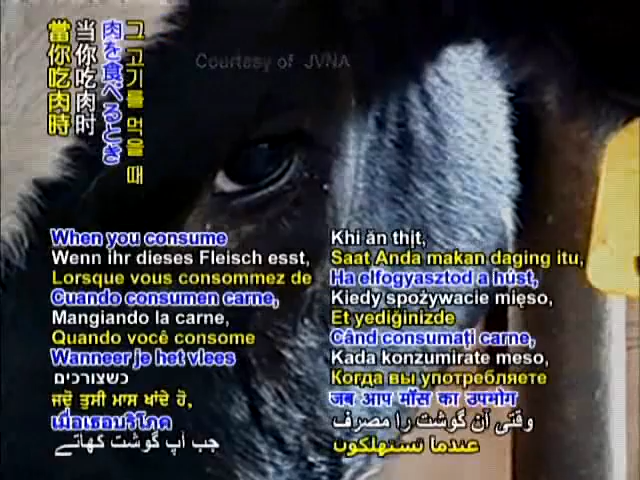 當你吃肉時
当你吃肉时
肉を食べるとき
그 고기를 먹을 때
Courtesy of JVNA
When you consume
Wenn ihr dieses Fleisch esst,
Lorsque vous consommez de
Cuando consumen carne,
Mangiando la carne,
Quando você consome
Wanneer je het vlees
כשצורכים
ਜਦੋਂ ਤੁਸੀ ਮਾਸ ਖਾਂਦੇ ਹੋ,
เมื่อเธอบริโภค
جب آپ گوشت کھاتے
Khi ăn thịt,
Saat Anda makan daging itu,
Ha elfogyasztod a húst,
Kiedy spożywacie mięso,
Et yediğinizde
Când consumați carne,
Kada konzumirate meso,
Когда вы употребляете
जब आप माँस का उपभोग
وقتی آن گوشت را مصرف
عندما تستهلكون